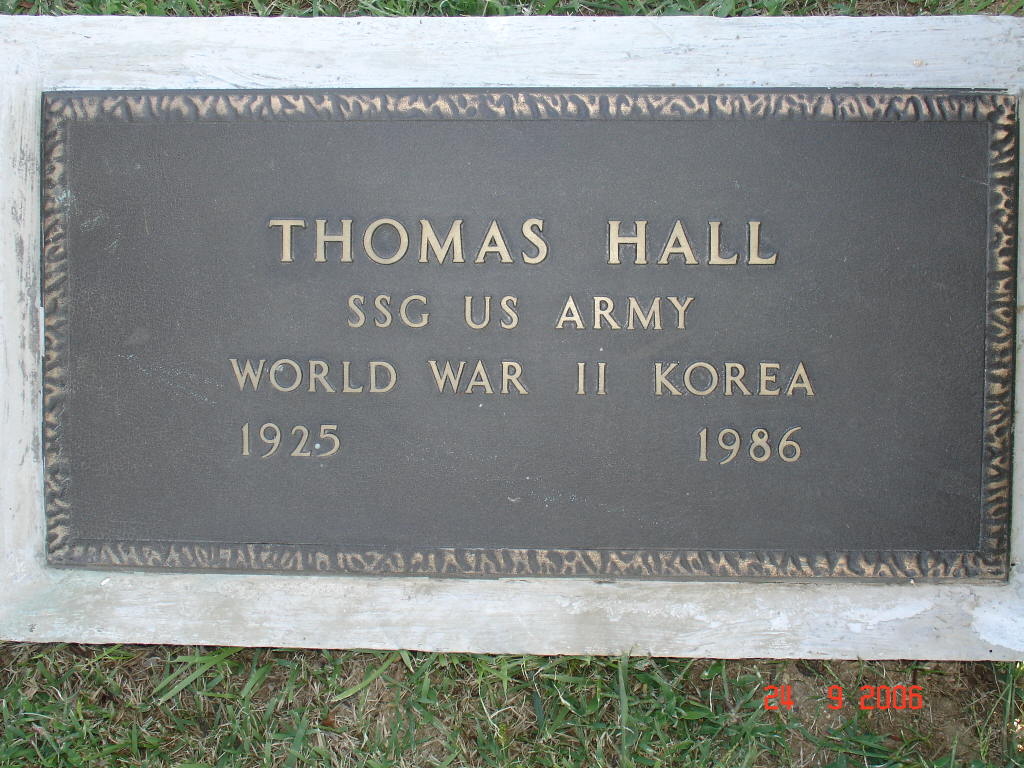 THOMAS HALL
SSG US ARMY
WORLD WAR II KOREA
1925 1986
24 9 2006